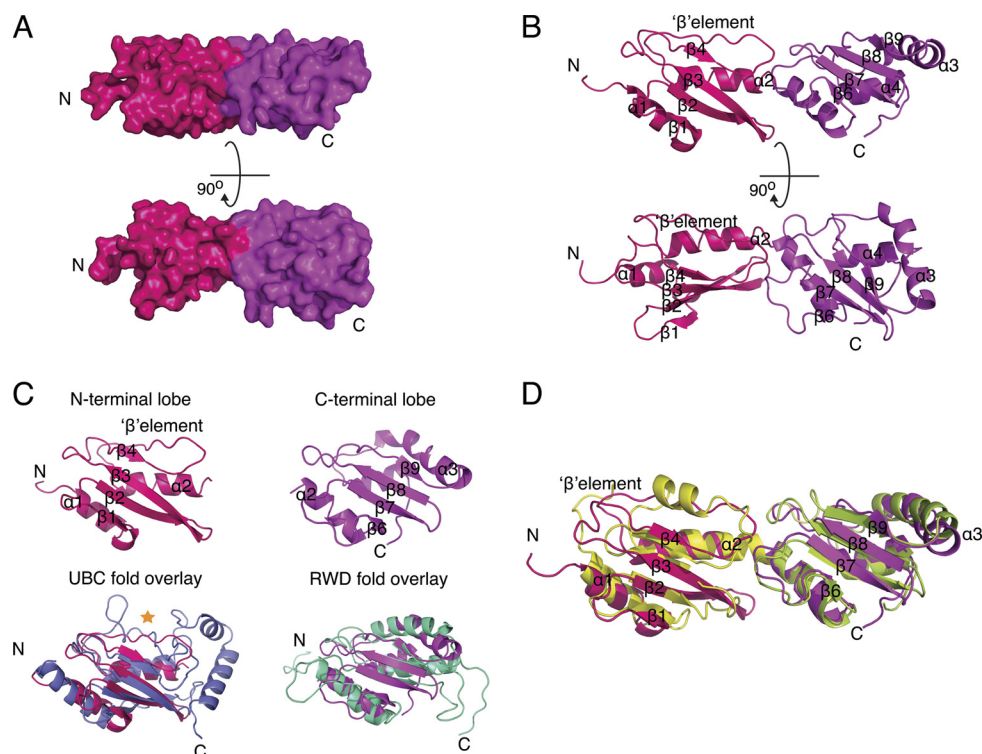 A
N
C
90o
N
C
B
'β'element
β4
β9
β8
α3
N
β3
α2
β7
α1
β2
β6
α4
β1
C
90o
'β'element
α2
N
α1
β4
α4
β3
β8
α3
β2
β7
β9
β6
β1
C
C
N-terminal lobe
C-terminal lobe
'β'element
β4
N
β3
β9
α3
α1
β2
α2
α2
β8
β1
β7
β6
C
UBC fold overlay
RWD fold overlay
N
N
C
C
D
'β'element
N
β4
α2
β9
α3
β3
β8
α1
β2
β7
β1
β6
C